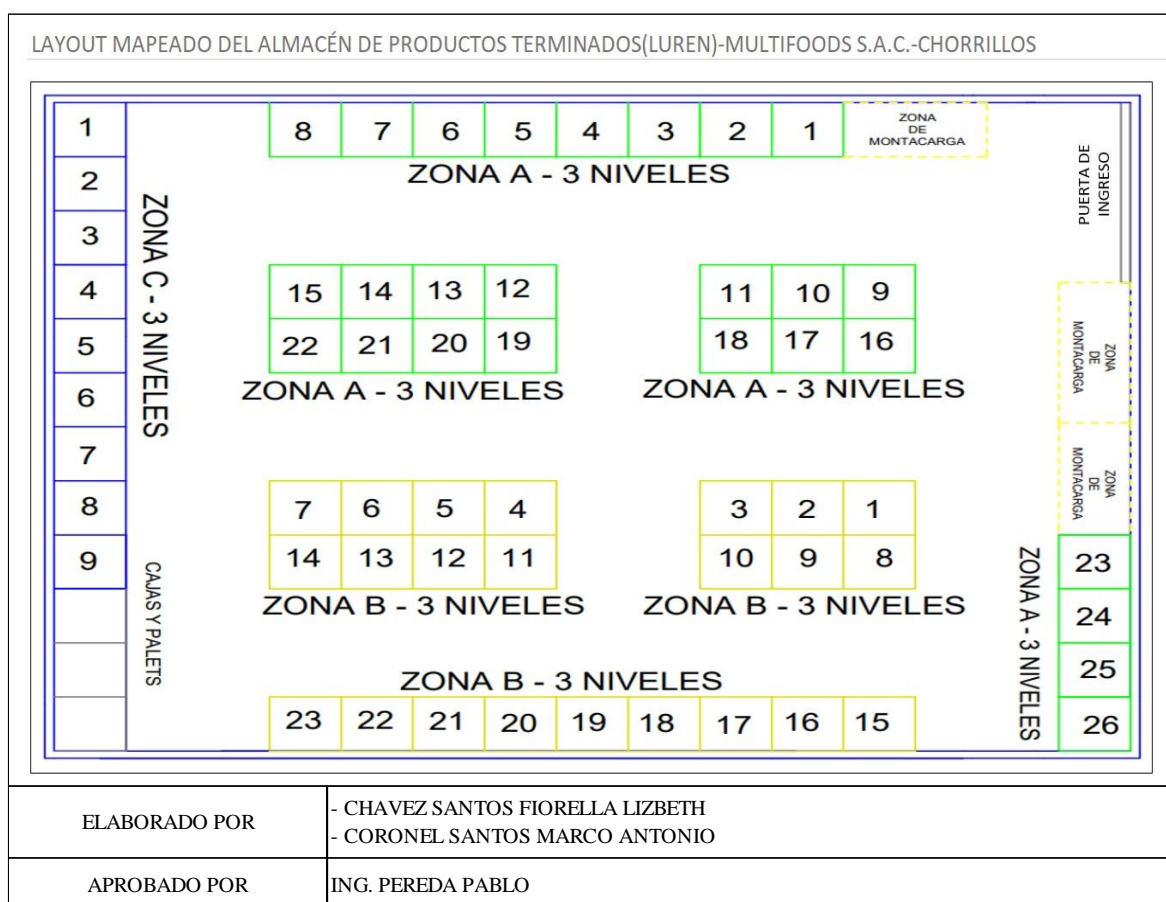 LAYOUT MAPEADO DEL ALMACÉN DE PRODUCTOS TERMINADOS(LUREN)-MULTIFOODS S.A.C.-CHORRILLOS
1
2
3
4
5
6
7
8
9
ZONA C - 3 NIVELES
CAJAS Y PALETS
8 7 6 5 4 3 2 1
ZONA A - 3 NIVELES
ZONA
DE
MONTACARGA
PUERTA DE
INGRESO
15 14 13 12
22 21 20 19
ZONA A - 3 NIVELES
11 10 9
18 17 16
ZONA A - 3 NIVELES
ZONA
DE
MONTACARGA
ZONA
DE
MONTACARGA
7 6 5 4
14 13 12 11
ZONA B - 3 NIVELES
3 2 1
10 9 8
ZONA B - 3 NIVELES
ZONA B - 3 NIVELES
23 22 21 20 19 18 17 16 15
ZONA A - 3 NIVELES
23
24
25
26
ELABORADO POR
- CHAVEZ SANTOS FIORELLA LIZBETH
- CORONEL SANTOS MARCO ANTONIO
APROBADO POR
ING. PEREDA PABLO